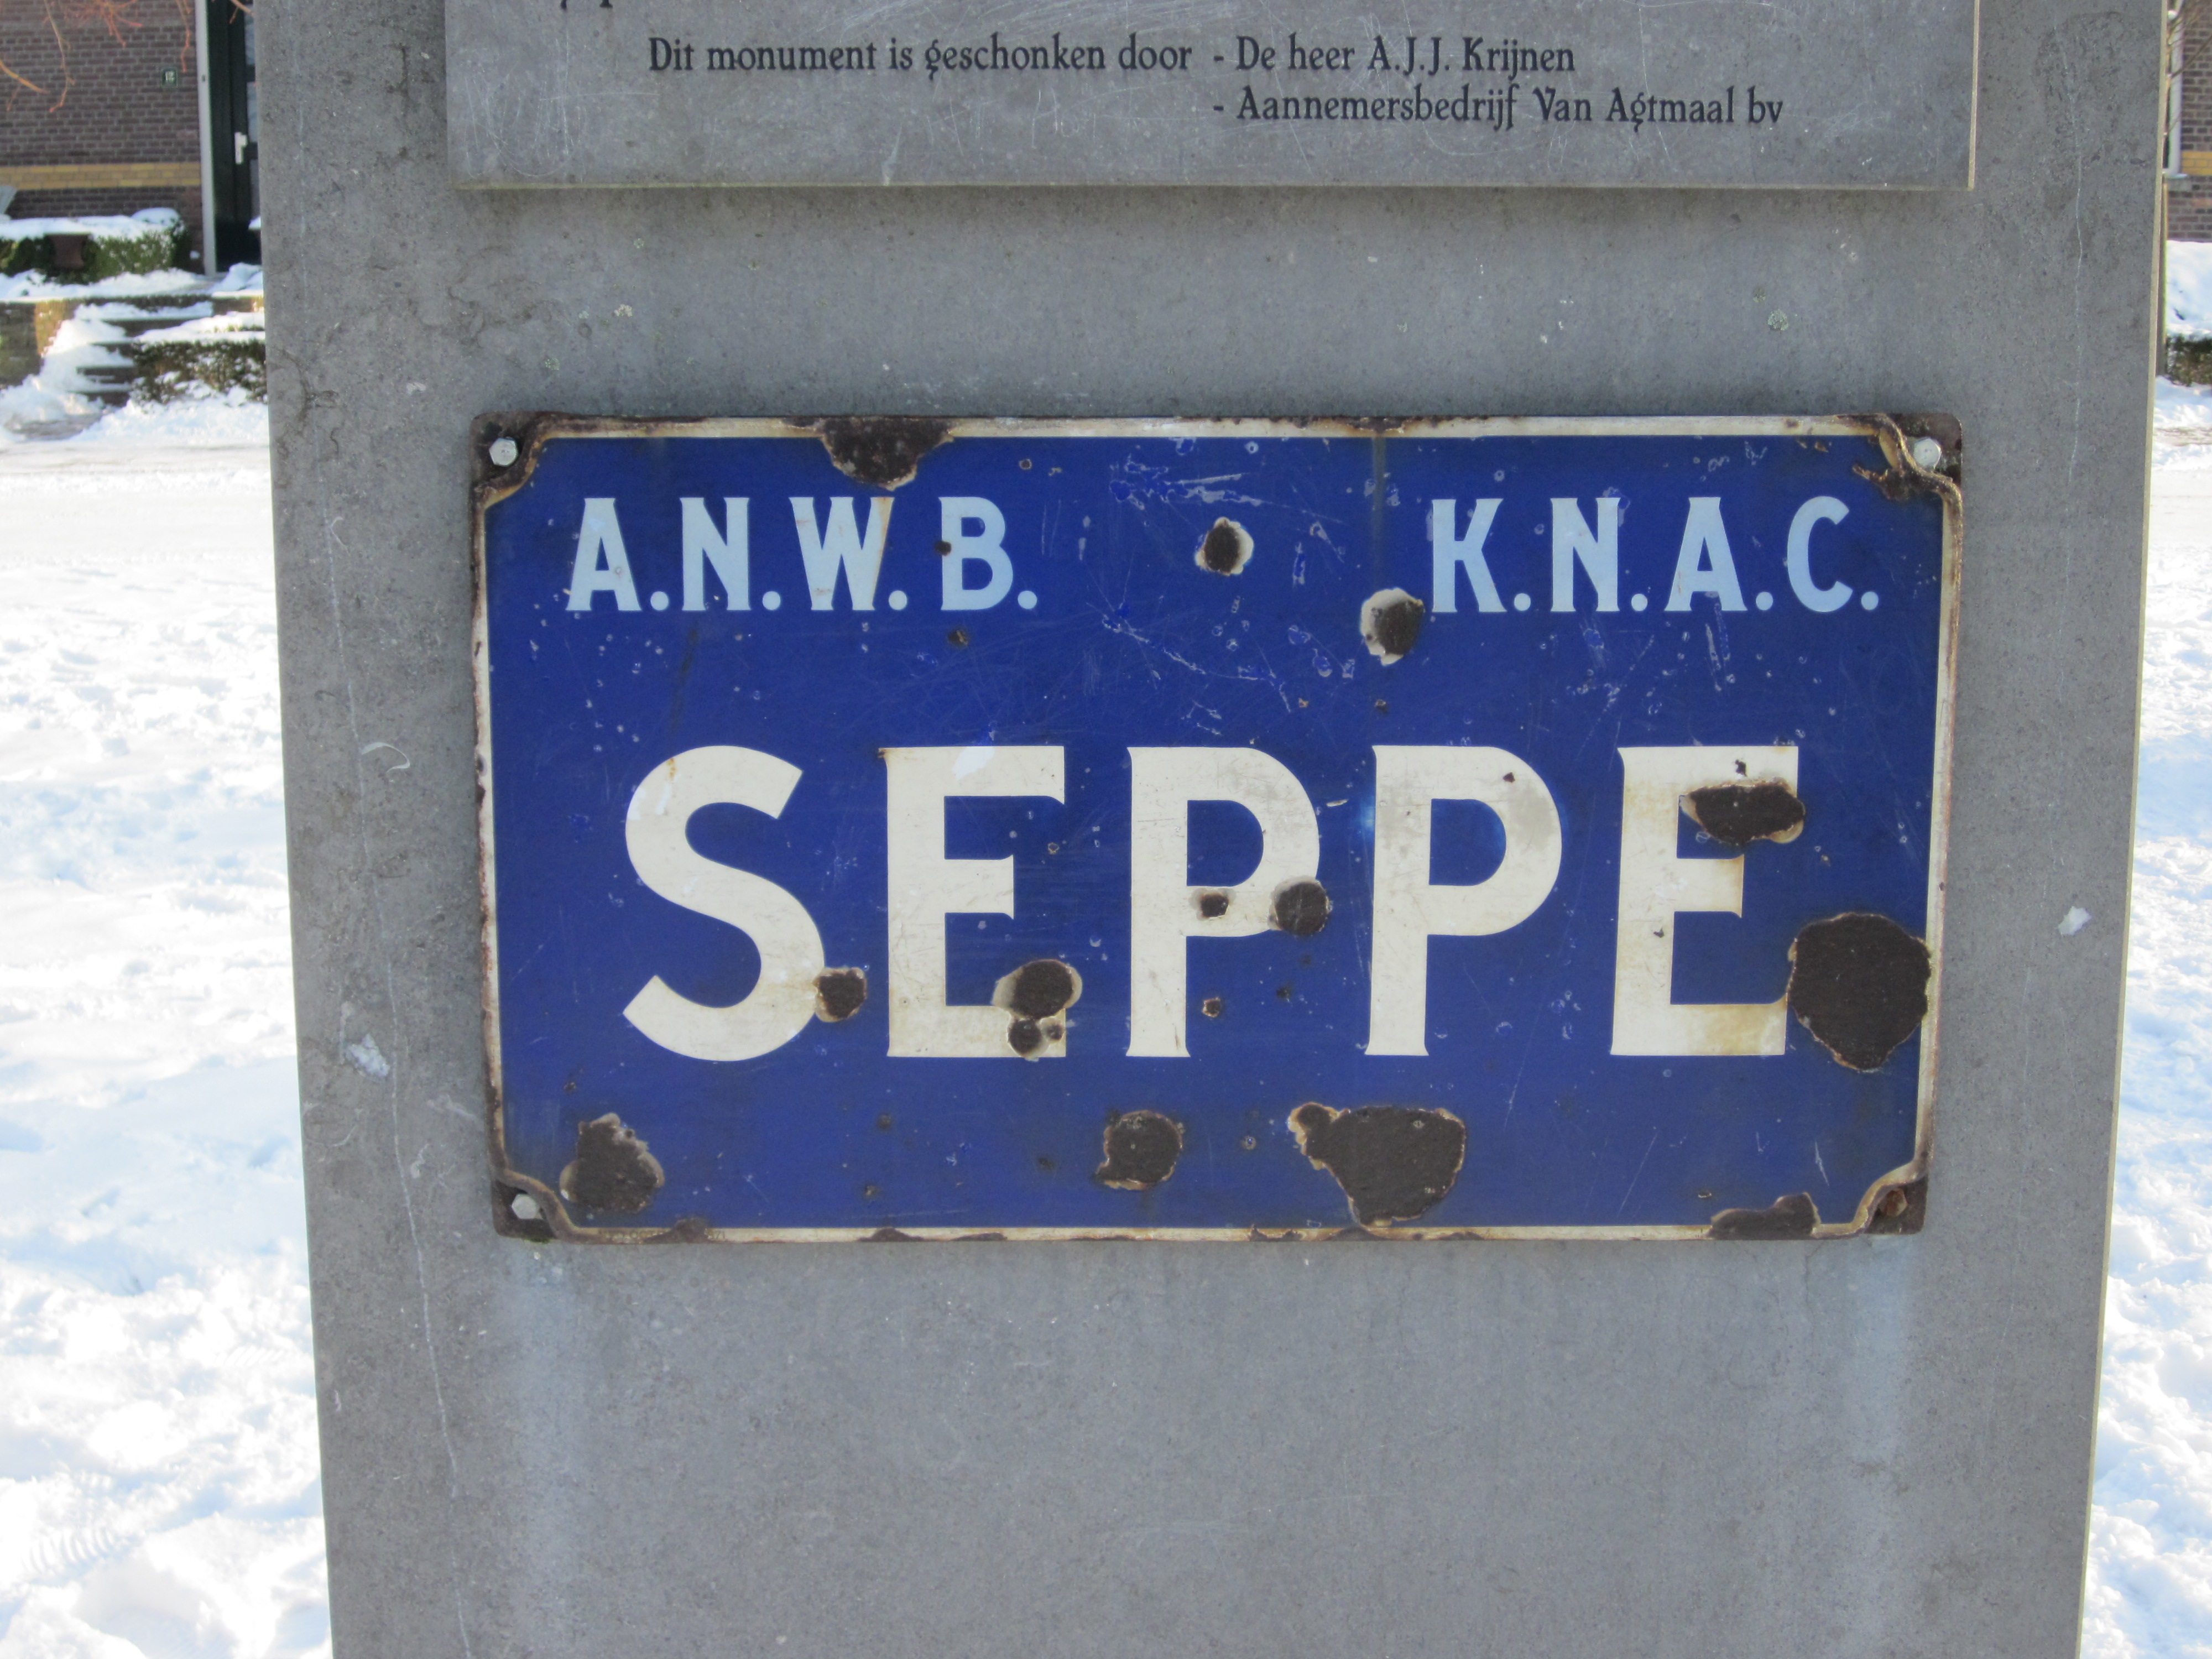 Dit monument is geschonken door - De heer A.J.J. Krijnen
- Aannemersbedrijf Van Agtmaal bv
A.N.W.B. K.N.A.C.
SEPPE